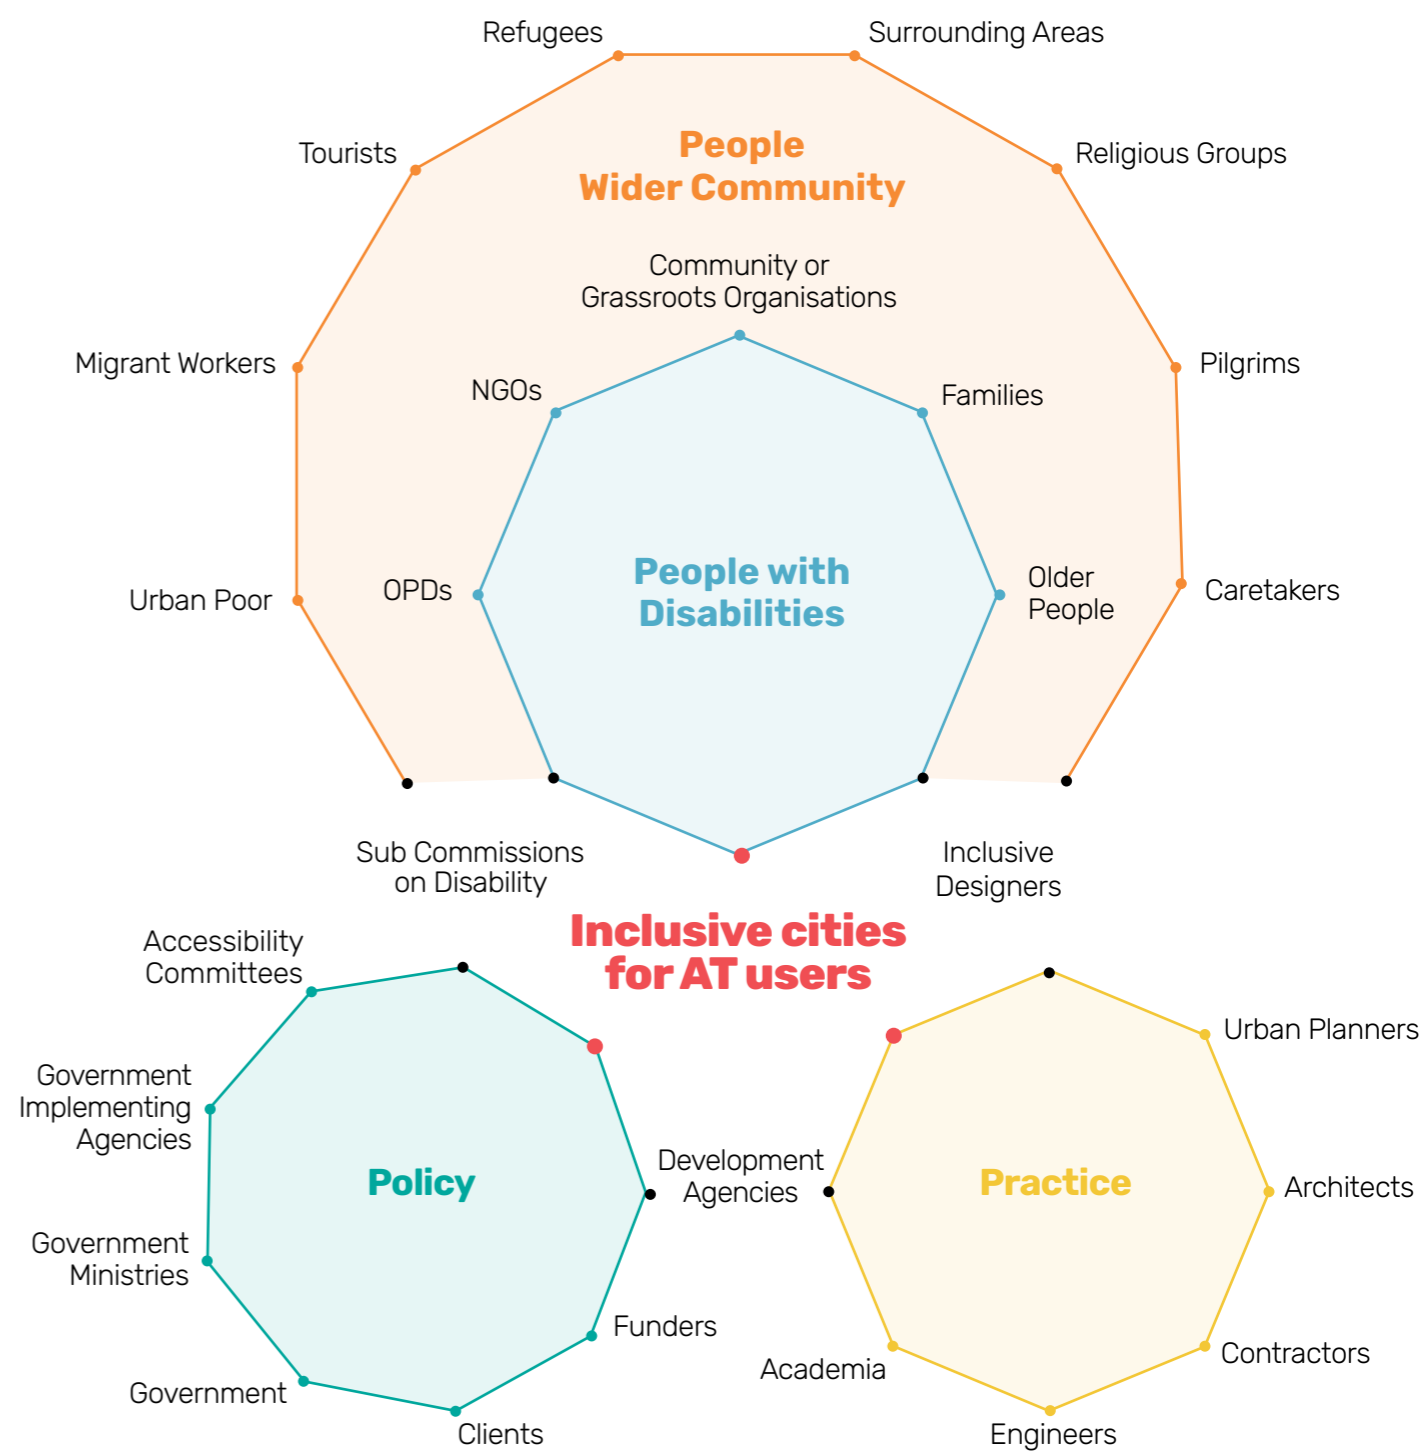 Refugees
Surrounding Areas
Tourists
People
Wider Community
Religious Groups
Community or
Grassroots Organisations
Migrant Workers
NGOs
Families
Pilgrims
Urban Poor
OPDs
People with
Disabilities
Older
People
Caretakers
Sub Commissions
on Disability
Inclusive
Designers
Inclusive cities
for AT users
Accessibility
Committees
Urban Planners
Government
Implementing
Agencies
Policy
Development
Agencies
Practice
Architects
Government
Ministries
Funders
Contractors
Academia
Government
Clients
Engineers